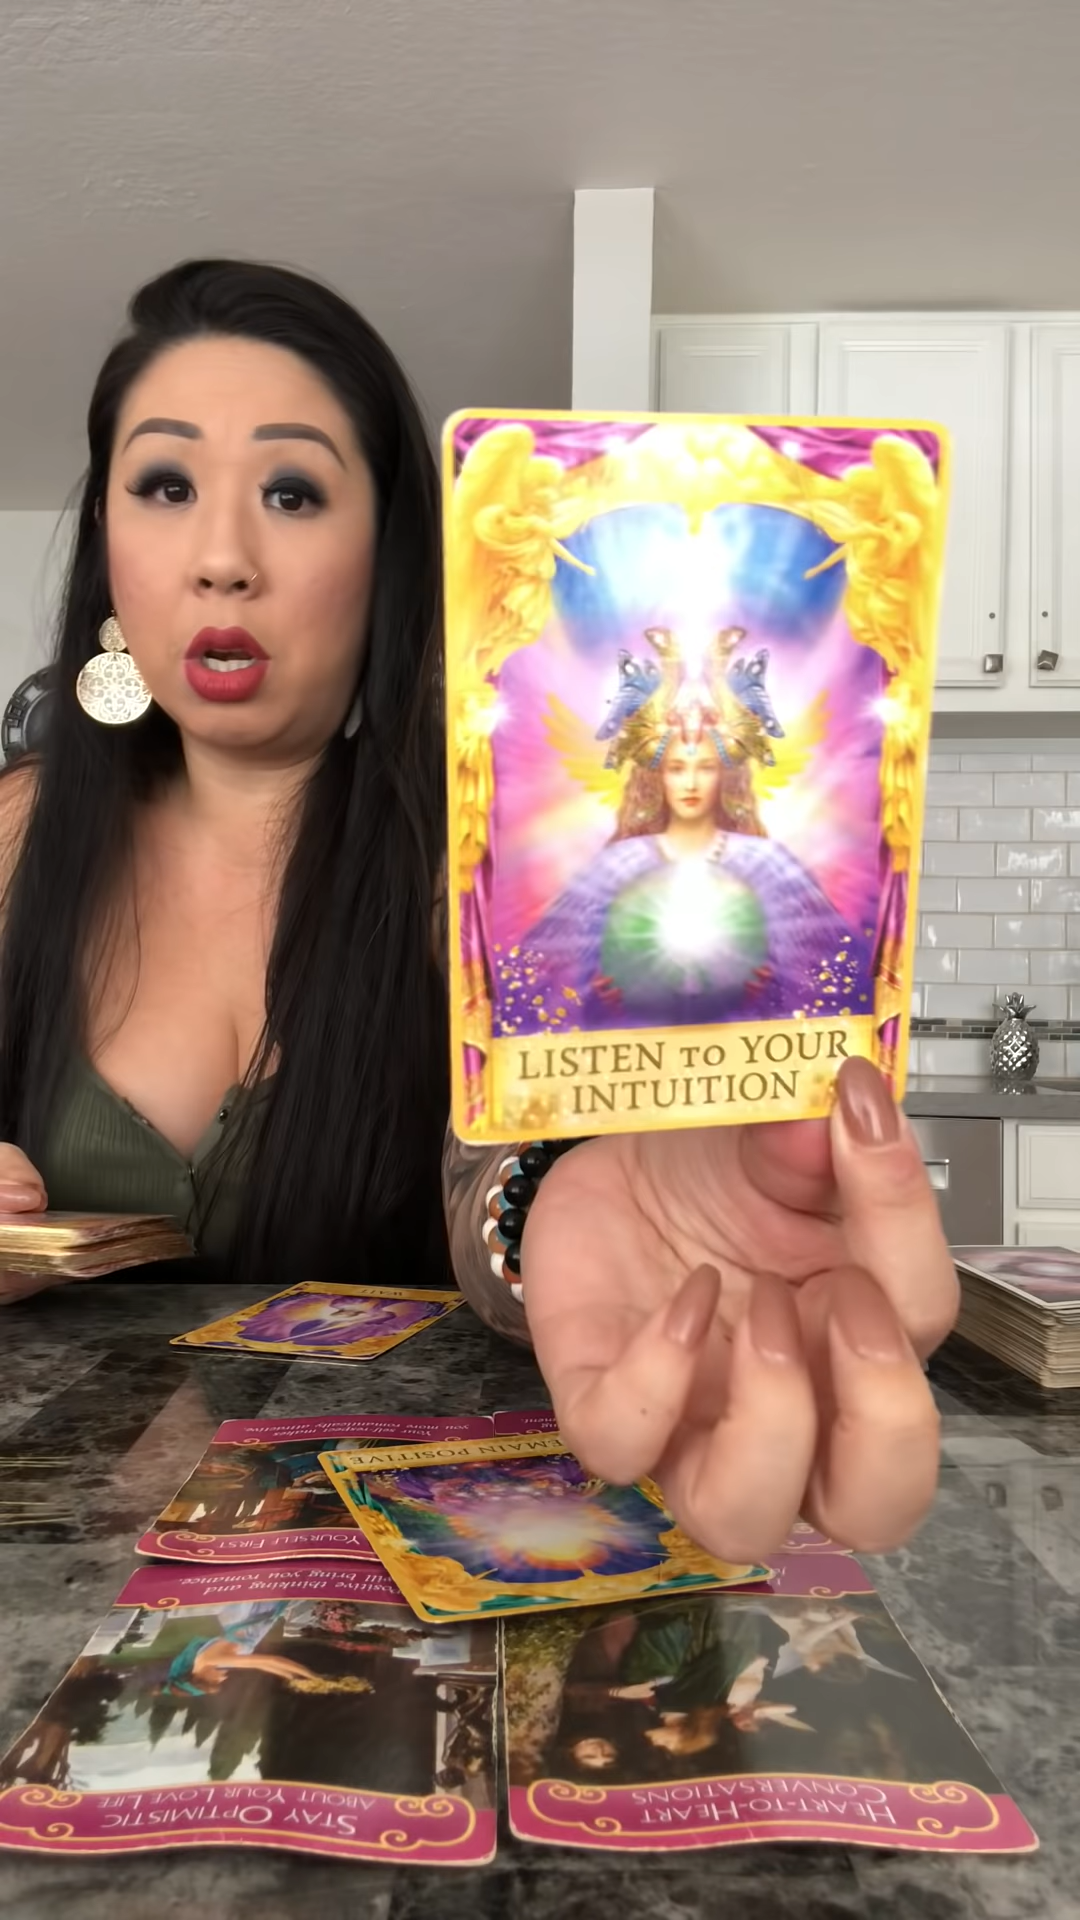 LISTEN TO YOUR
INTUITION
WAIT
Your self-respect makes
you more romantically attractive.
REMAIN POSITIVE
YOURSELF FIRST
Positive thinking and
will bring you romance.
STAY OPTIMISTIC
ABOUT YOUR LOVE LIFE
HEART-TO-HEART
CONVERSATIONS